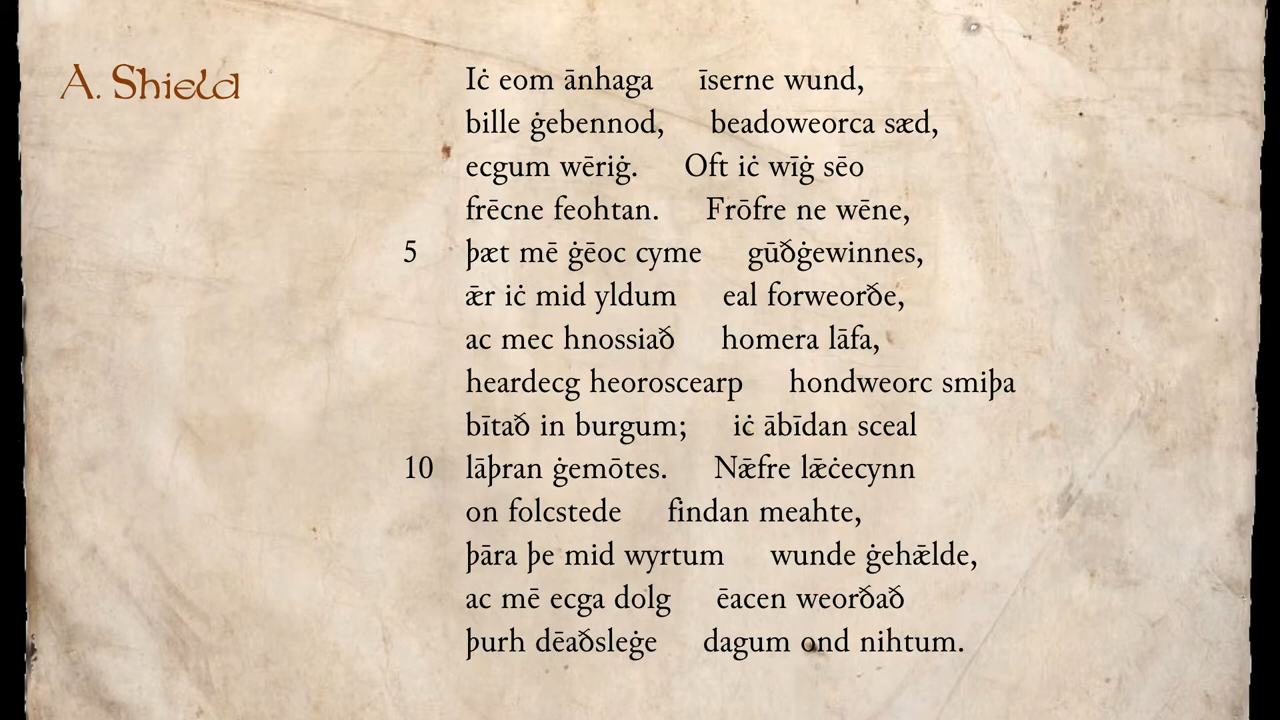 A. Shield
Iċ eom ānhaga īserne wund,
bille ġebennod, beadoweorca sæd,
ecgum wēriġ. Oft iċ wīġ sēo
frēcne feohtan. Frōfre ne wēne,
5 þæt mē ġēoc cyme gūðġewinnes,
ǣr iċ mid yldum eal forweorðe,
ac mec hnossiað homera lāfa,
heardecg heoroscearp hondweorc smiþa
bītað in burgum; iċ ābīdan sceal
10 lāþran ġemōtes. Nǣfre lǣċecynn
on folcstede findan meahte,
þāra þe mid wyrtum wunde ġehǣlde,
ac mē ecga dolg ēacen weorðað
þurh dēaðsleġe dagum ond nihtum.